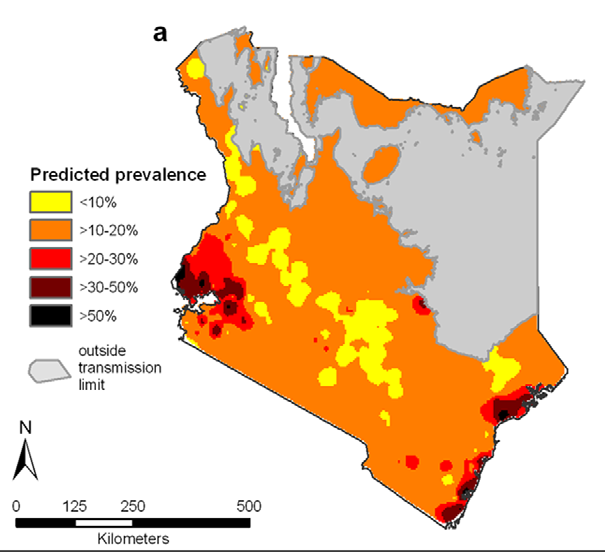 a
Predicted prevalence
<10%
>10-20%
>20-30%
>30-50%
>50%
outside
transmission
limit
N
0 125 250 500
Kilometers